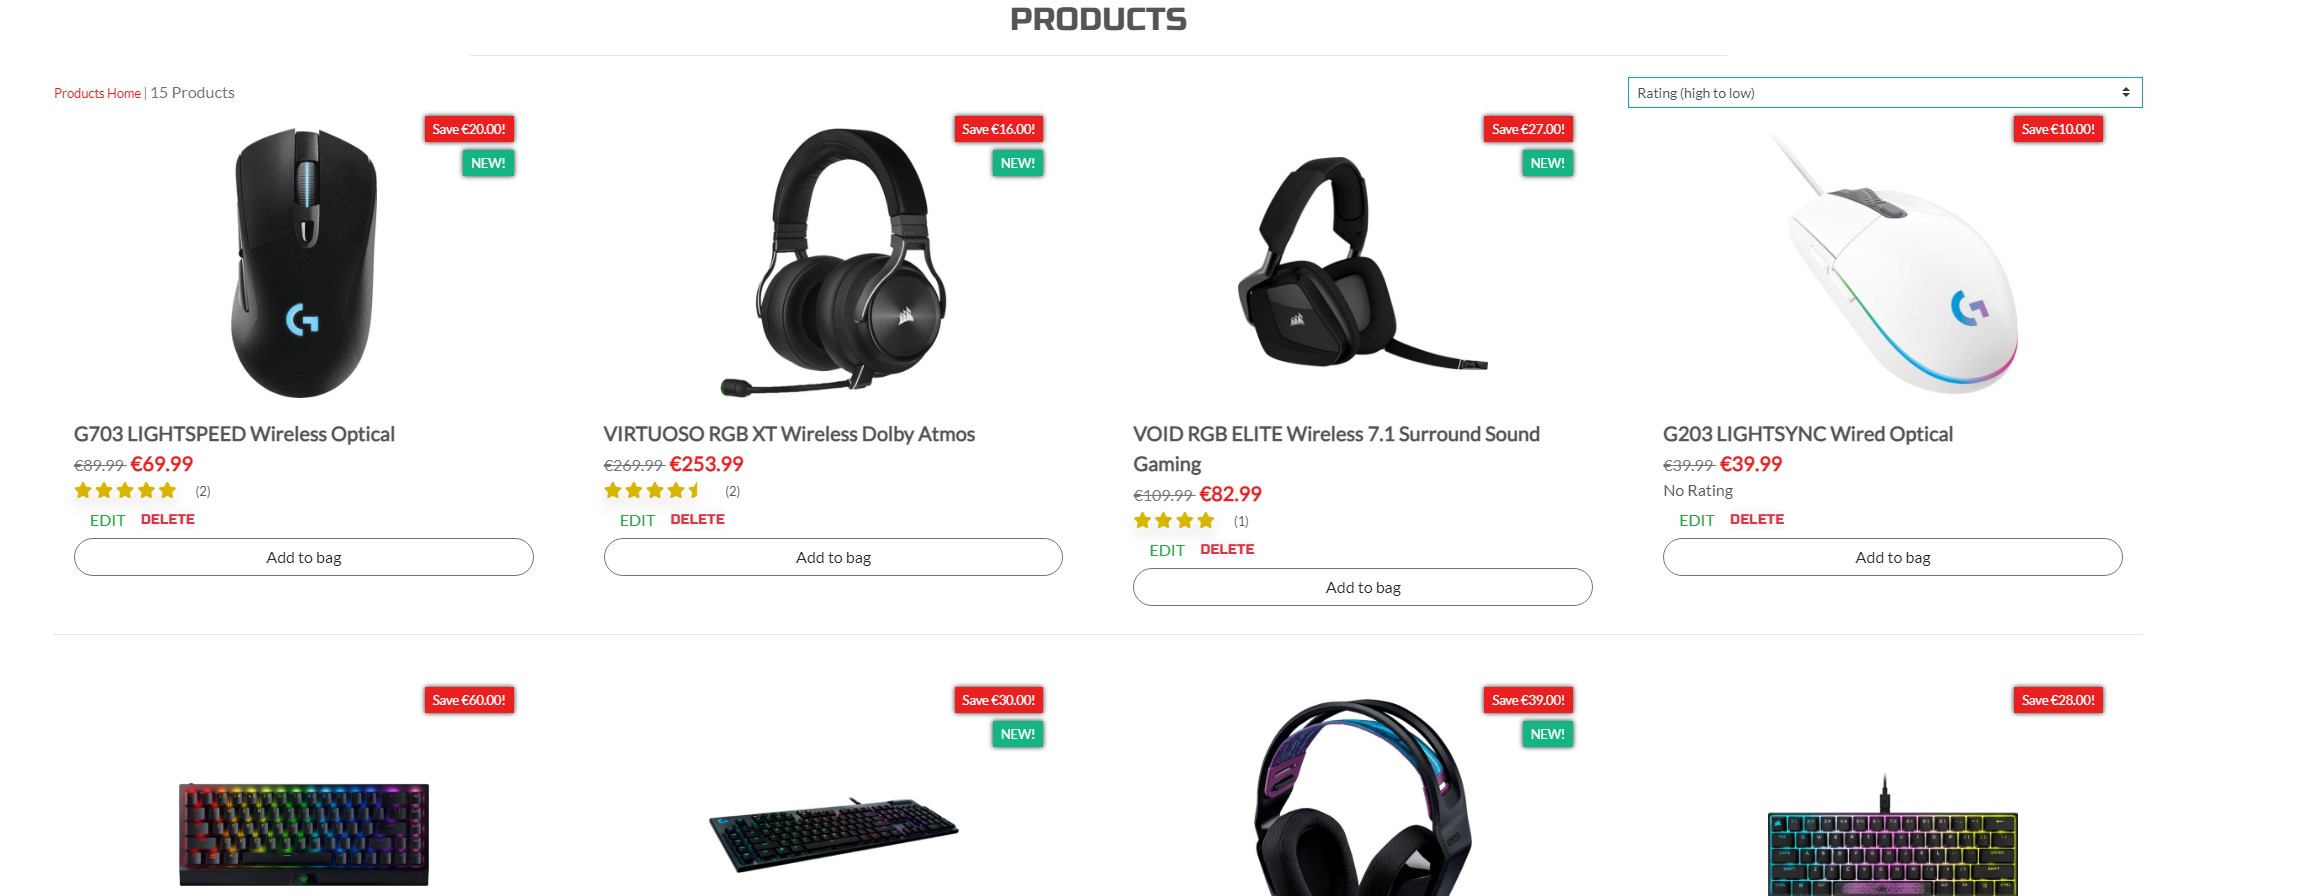 PRODUCTS
Products Home | 15 Products
Rating (high to low)
Save €20.00!
NEW!
Save €16.00!
NEW!
Save €27.00!
NEW!
Save €10.00!
G703 LIGHTSPEED Wireless Optical
€89.99 €69.99
(2)
EDIT DELETE
Add to bag
VIRTUOSO RGB XT Wireless Dolby Atmos
€269.99 €253.99
(2)
EDIT DELETE
Add to bag
VOID RGB ELITE Wireless 7.1 Surround Sound
Gaming
€109.99 €82.99
(1)
EDIT DELETE
Add to bag
G203 LIGHTSYNC Wired Optical
€39.99 €39.99
No Rating
EDIT DELETE
Add to bag
Save €60.00!
Save €30.00!
NEW!
Save €39.00!
NEW!
Save €28.00!